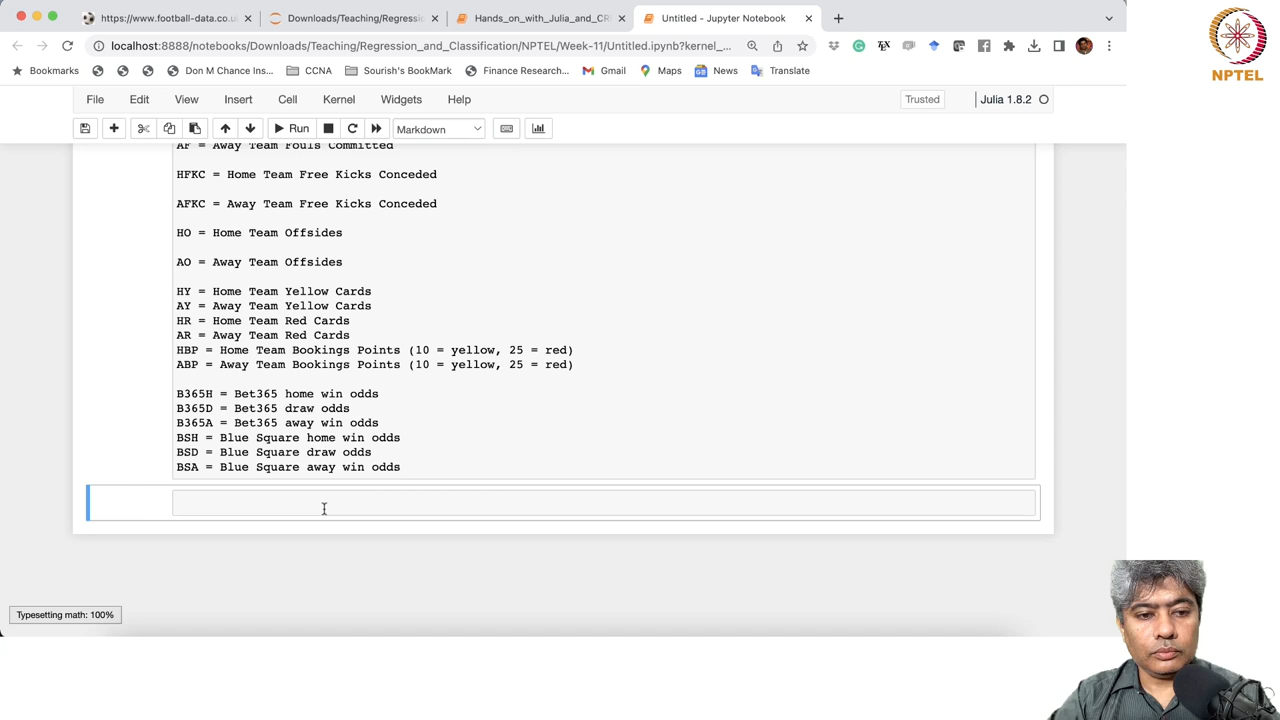 https://www.football-data.co.u
Downloads/Teaching/Regressio
Hands_on_with_Julia_and_CR
Untitled - Jupyter Notebook
localhost:8888/notebooks/Downloads/Teaching/Regression_and_Classification/NPTEL/Week-11/Untitled.ipynb?kernel_...
Bookmarks
Don M Chance Ins...
CCNA
Sourish's BookMark
Finance Research...
Gmail
Maps
News
Translate
NPTEL
File Edit View Insert Cell Kernel Widgets Help
Trusted
Julia 1.8.2
Run
Markdown
AF = Away Team Fouls Committed
HFKC = Home Team Free Kicks Conceded
AFKC = Away Team Free Kicks Conceded
HO = Home Team Offsides
AO = Away Team Offsides
HY = Home Team Yellow Cards
AY = Away Team Yellow Cards
HR = Home Team Red Cards
AR = Away Team Red Cards
HBP = Home Team Bookings Points (10 = yellow, 25 = red)
ABP = Away Team Bookings Points (10 = yellow, 25 = red)
B365H = Bet365 home win odds
B365D = Bet365 draw odds
B365A = Bet365 away win odds
BSH = Blue Square home win odds
BSD = Blue Square draw odds
BSA = Blue Square away win odds
Typesetting math: 100%